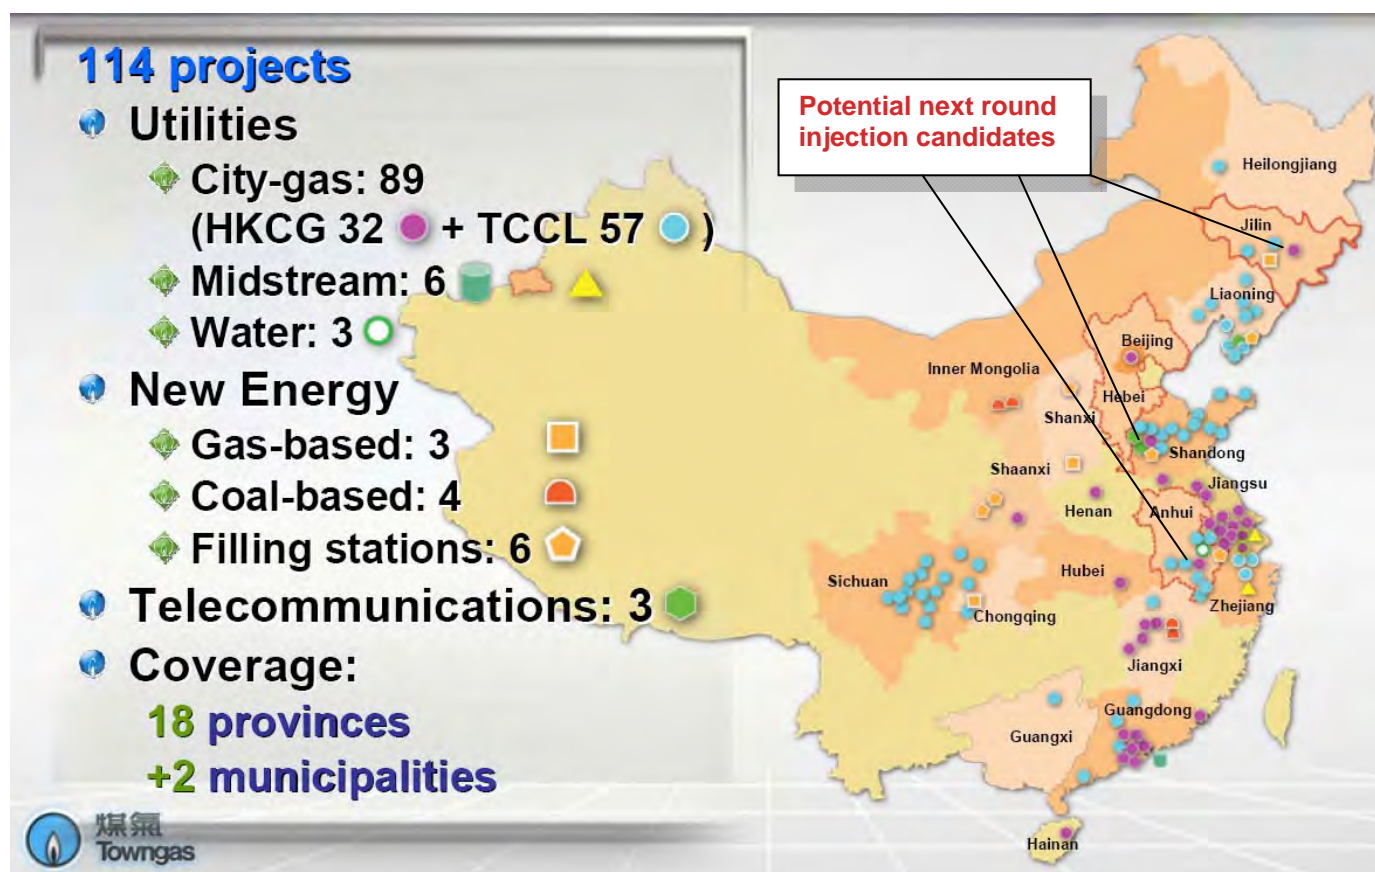 114 projects
Utilities
City-gas: 89
(HKCG 32 + TCCL 57 )
Midstream: 6
Water: 3
New Energy
Gas-based: 3
Coal-based: 4
Filling stations: 6
Telecommunications: 3
Coverage:
18 provinces
+2 municipalities
煤氣
Towngas
Potential next round
injection candidates
Heilongjiang
Jilin
Liaoning
Beijing
Inner Mongolia
Hebei
Shanxi
Shandong
Shaanxi
Jiangsu
Henan
Anhui
Hubei
Sichuan
Chongqing
Zhejiang
Jiangxi
Guangdong
Guangxi
Hainan